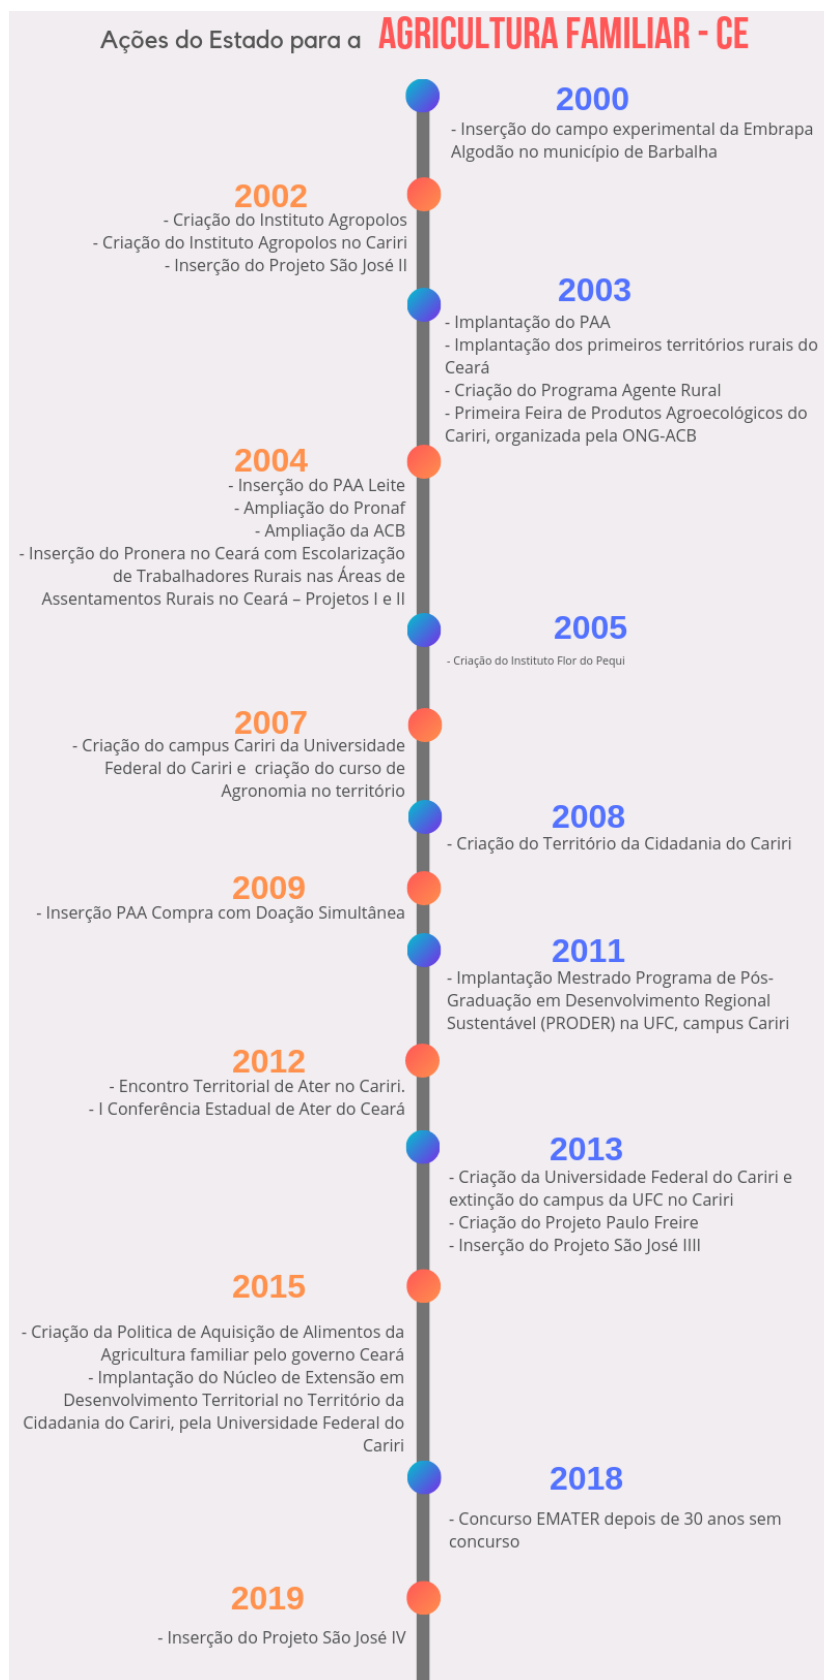 Ações do Estado para a AGRICULTURA FAMILIAR - CE
2000
- Inserção do campo experimental da Embrapa
Algodão no município de Barbalha
2002
- Criação do Instituto Agropolos
- Criação do Instituto Agropolos no Cariri
- Inserção do Projeto São José II
2003
- Implantação do PAA
- Implantação dos primeiros territórios rurais do
Ceará
- Criação do Programa Agente Rural
- Primeira Feira de Produtos Agroecológicos do
Cariri, organizada pela ONG-ACB
2004
- Inserção do PAA Leite
- Ampliação do Pronaf
- Ampliação da ACB
- Inserção do Pronera no Ceará com Escolarização
de Trabalhadores Rurais nas Áreas de
Assentamentos Rurais no Ceará – Projetos I e II
2005
- Criação do Instituto Flor do Pequi
2007
- Criação do campus Cariri da Universidade
Federal do Cariri e criação do curso de
Agronomia no território
2008
- Criação do Território da Cidadania do Cariri
2009
- Inserção PAA Compra com Doação Simultânea
2011
- Implantação Mestrado Programa de Pós-
Graduação em Desenvolvimento Regional
Sustentável (PRODER) na UFC, campus Cariri
2012
- Encontro Territorial de Ater no Cariri.
- I Conferência Estadual de Ater do Ceará
2013
- Criação da Universidade Federal do Cariri e
extinção do campus da UFC no Cariri
- Criação do Projeto Paulo Freire
- Inserção do Projeto São José IIII
2015
- Criação da Politica de Aquisição de Alimentos da
Agricultura familiar pelo governo Ceará
- Implantação do Núcleo de Extensão em
Desenvolvimento Territorial no Território da
Cidadania do Cariri, pela Universidade Federal do
Cariri
2018
- Concurso EMATER depois de 30 anos sem
concurso
2019
- Inserção do Projeto São José IV